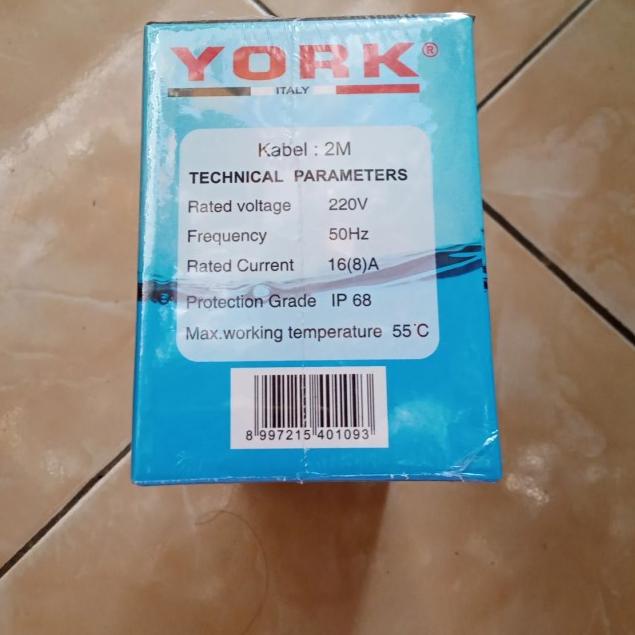 YORK®
ITALY
Kabel : 2M
TECHNICAL PARAMETERS
Rated voltage 220V
Frequency 50Hz
Rated Current 16(8)A
Protection Grade IP 68
Max.working temperature 55°C
8 997215 401093